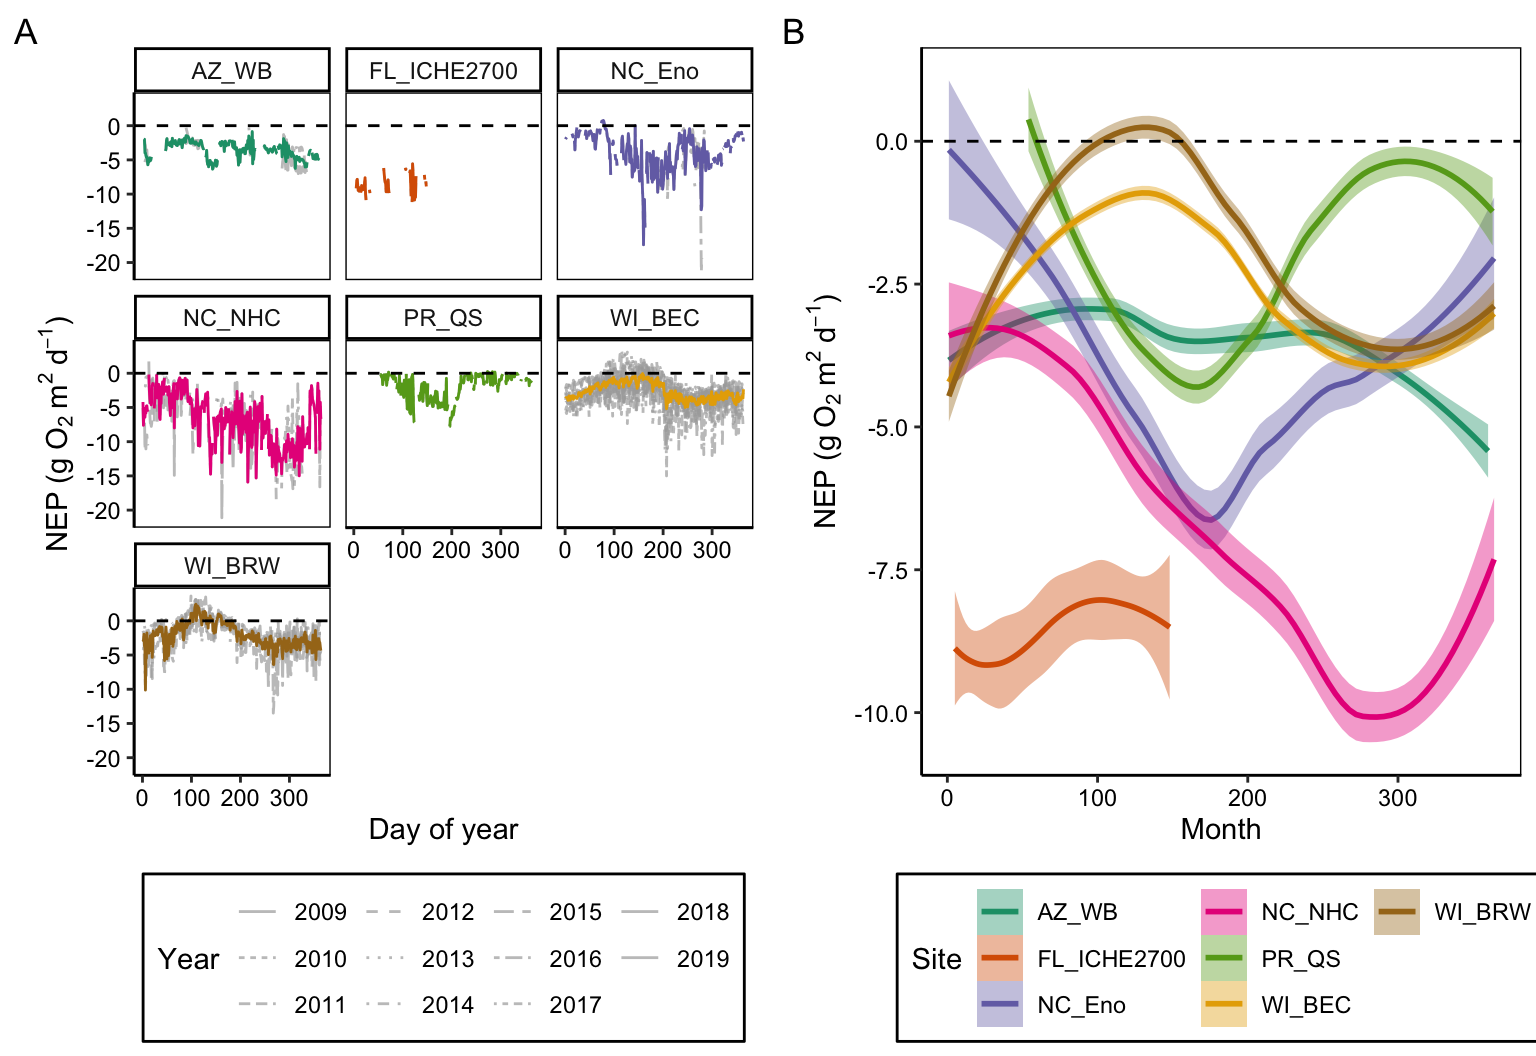 A
AZ_WB FL_ICHE2700 NC_Eno
0
-5
-10
-15
-20
NC_NHC PR_QS WI_BEC
0
-5
-10
-15
-20
0 100 200 300 0 100 200 300
WI_BRW
0
-5
-10
-15
-20
0 100 200 300
NEP (g O₂ m² d⁻¹)
Day of year
Year
2009 2012 2015 2018
2010 2013 2016 2019
2011 2014 2017
B
0.0
-2.5
-5.0
-7.5
-10.0
NEP (g O₂ m² d⁻¹)
0 100 200 300
Month
Site
AZ_WB NC_NHC WI_BRW
FL_ICHE2700 PR_QS
NC_Eno WI_BEC